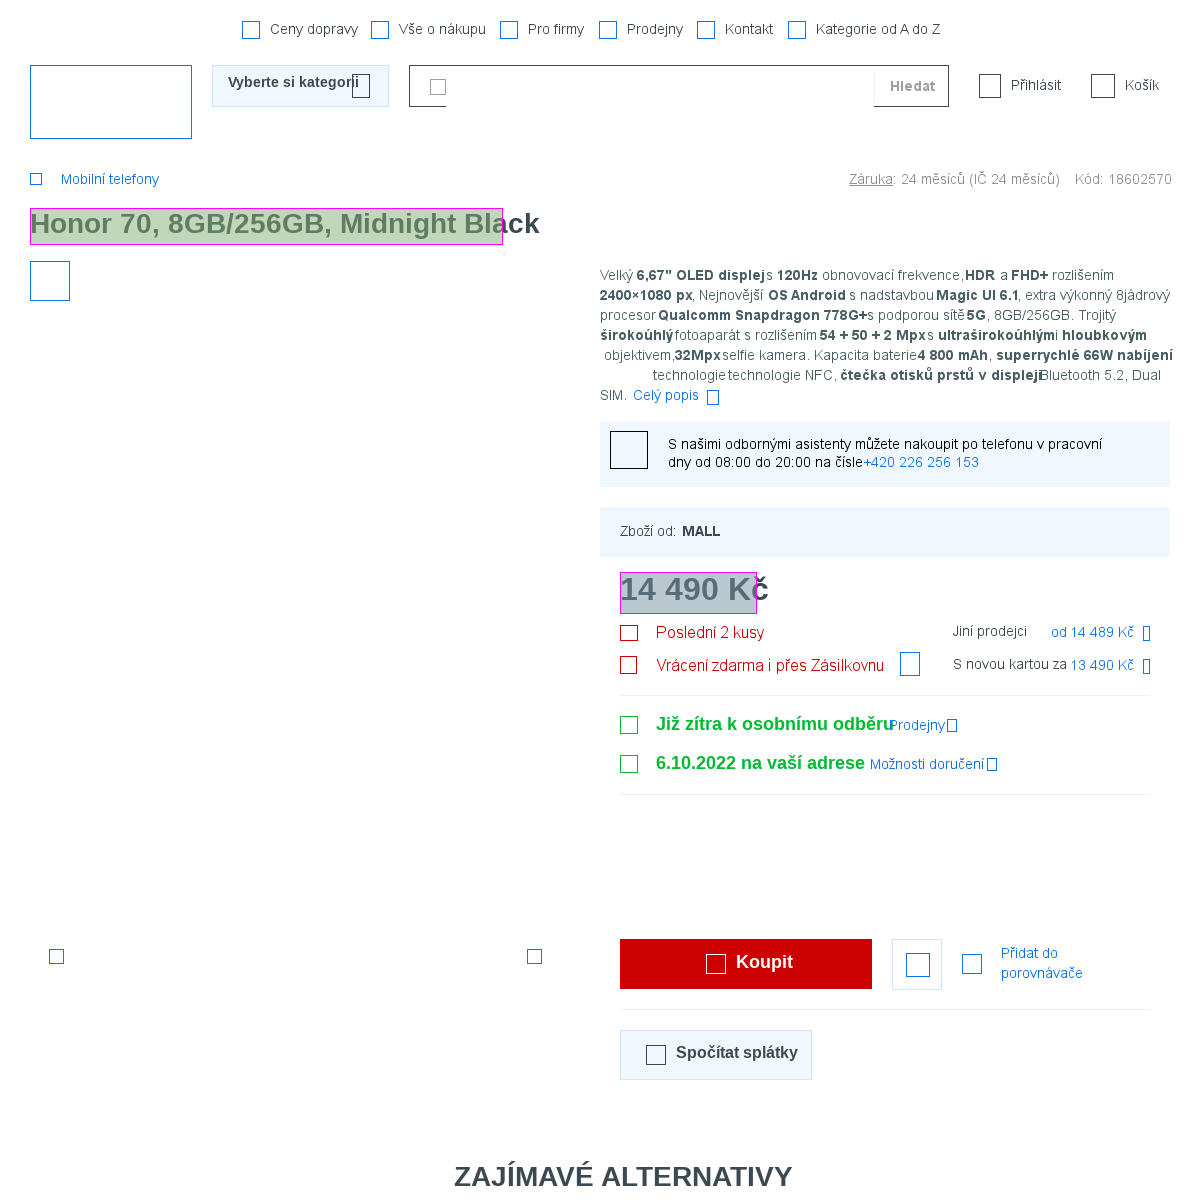 Ceny dopravy Vše o nákupu Pro firmy Prodejny Kontakt Kategorie od A do Z
Vyberte si kategorii Hledat Přihlásit Košík
Mobilní telefony Záruka: 24 měsíců (IČ 24 měsíců) Kód: 18602570
Honor 70, 8GB/256GB, Midnight Black
Velký 6,67" OLED displej s 120Hz obnovovací frekvence, HDR a FHD+ rozlišením
2400×1080 px, Nejnovější OS Android s nadstavbou Magic UI 6.1, extra výkonný 8jádrový
procesor Qualcomm Snapdragon 778G+ s podporou sítě 5G, 8GB/256GB. Trojitý
širokoúhlý fotoaparát s rozlišením 54 + 50 + 2 Mpx s ultraširokoúhlým i hloubkovým
objektivem, 32Mpx selfie kamera. Kapacita baterie 4 800 mAh, superrychlé 66W nabíjení
technologie technologie NFC, čtečka otisků prstů v displeji Bluetooth 5.2, Dual
SIM. Celý popis
S našimi odbornými asistenty můžete nakoupit po telefonu v pracovní
dny od 08:00 do 20:00 na čísle +420 226 256 153
Zboží od: MALL
14 490 Kč
Poslední 2 kusy Jiní prodejci od 14 489 Kč
Vrácení zdarma i přes Zásilkovnu S novou kartou za 13 490 Kč
Již zítra k osobnímu odběru Prodejny
6.10.2022 na vaší adrese Možnosti doručení
Koupit Přidat do
porovnávače
Spočítat splátky
ZAJÍMAVÉ ALTERNATIVY